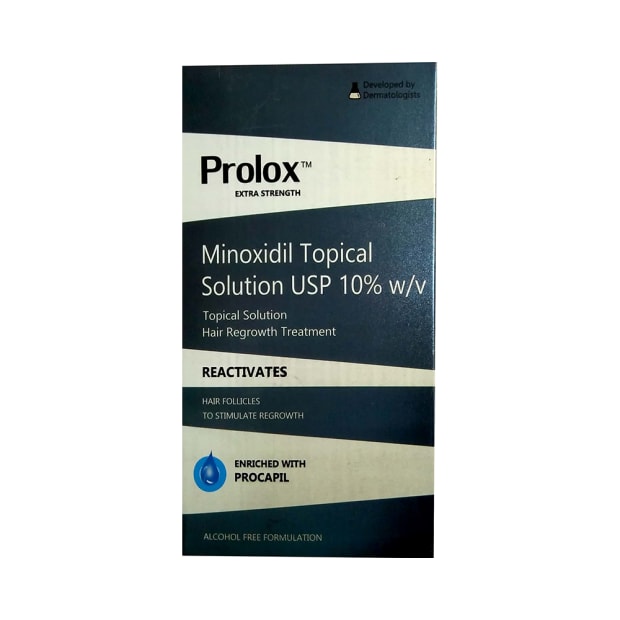 Developed by
Dermatologists
Prolox™
EXTRA STRENGTH
Minoxidil Topical
Solution USP 10% w/v
Topical Solution
Hair Regrowth Treatment
REACTIVATES
HAIR FOLLICLES
TO STIMULATE REGROWTH
ENRICHED WITH
PROCAPIL
ALCOHOL FREE FORMULATION